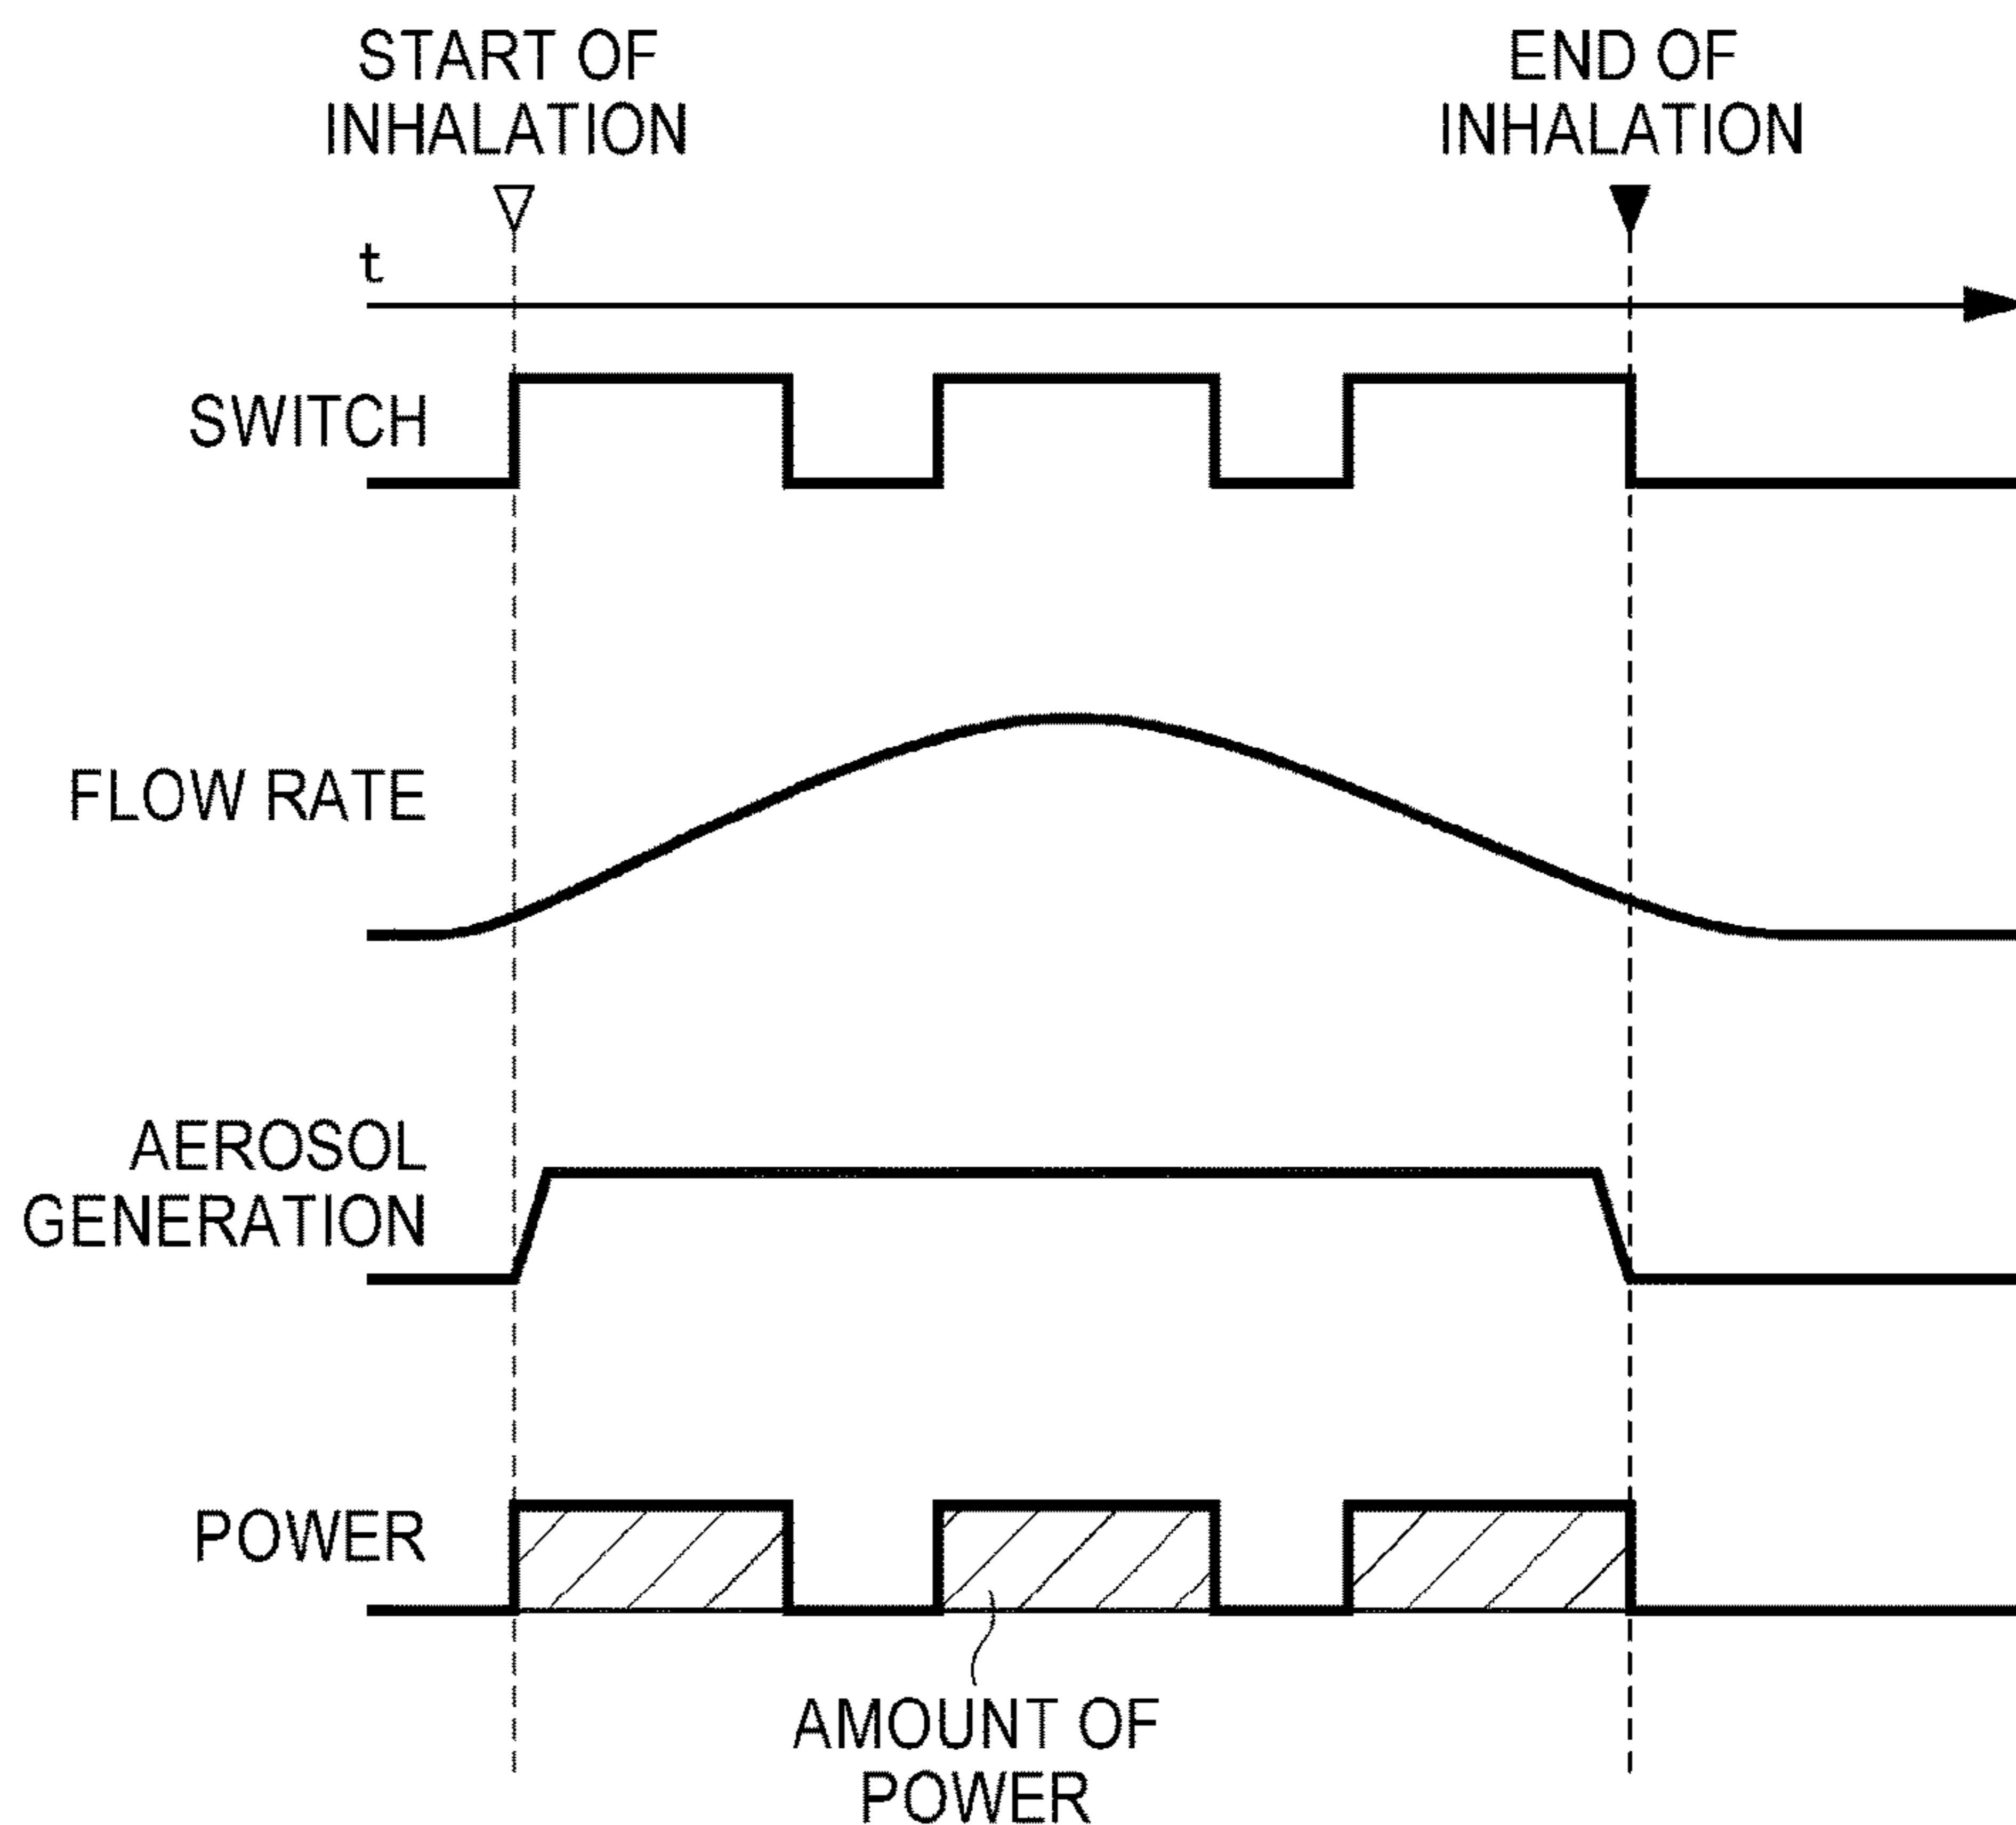 START OF
INHALATION
END OF
INHALATION
t
SWITCH
FLOW RATE
AEROSOL
GENERATION
POWER
AMOUNT OF
POWER